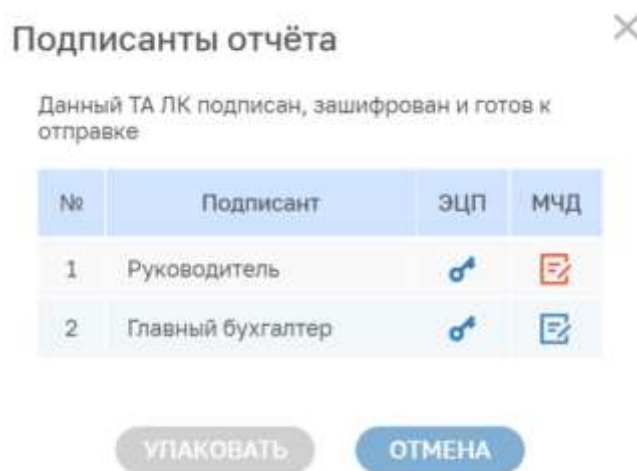 Подписанты отчёта
Данный ТА ЛК подписан, зашифрован и готов к
отправке
№ Подписант ЭЦП МЧД
1 Руководитель
2 Главный бухгалтер
УПАКОВАТЬ ОТМЕНА